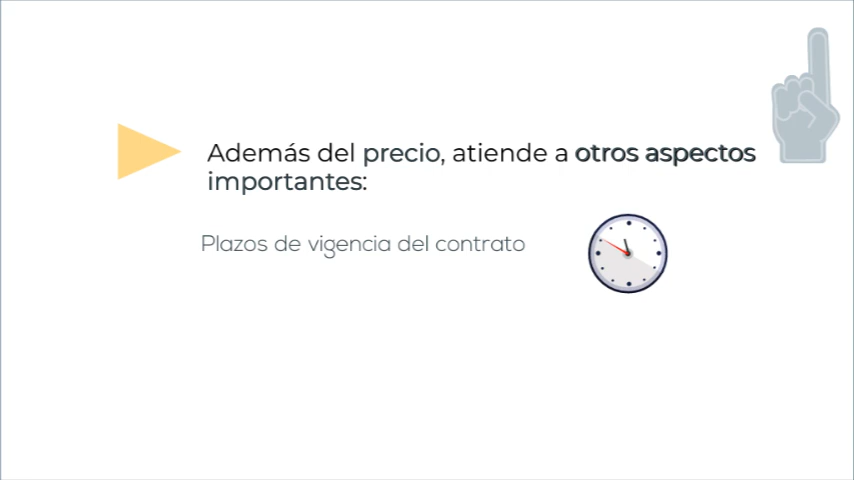 Además del precio, atiende a otros aspectos
importantes:
Plazos de vigencia del contrato